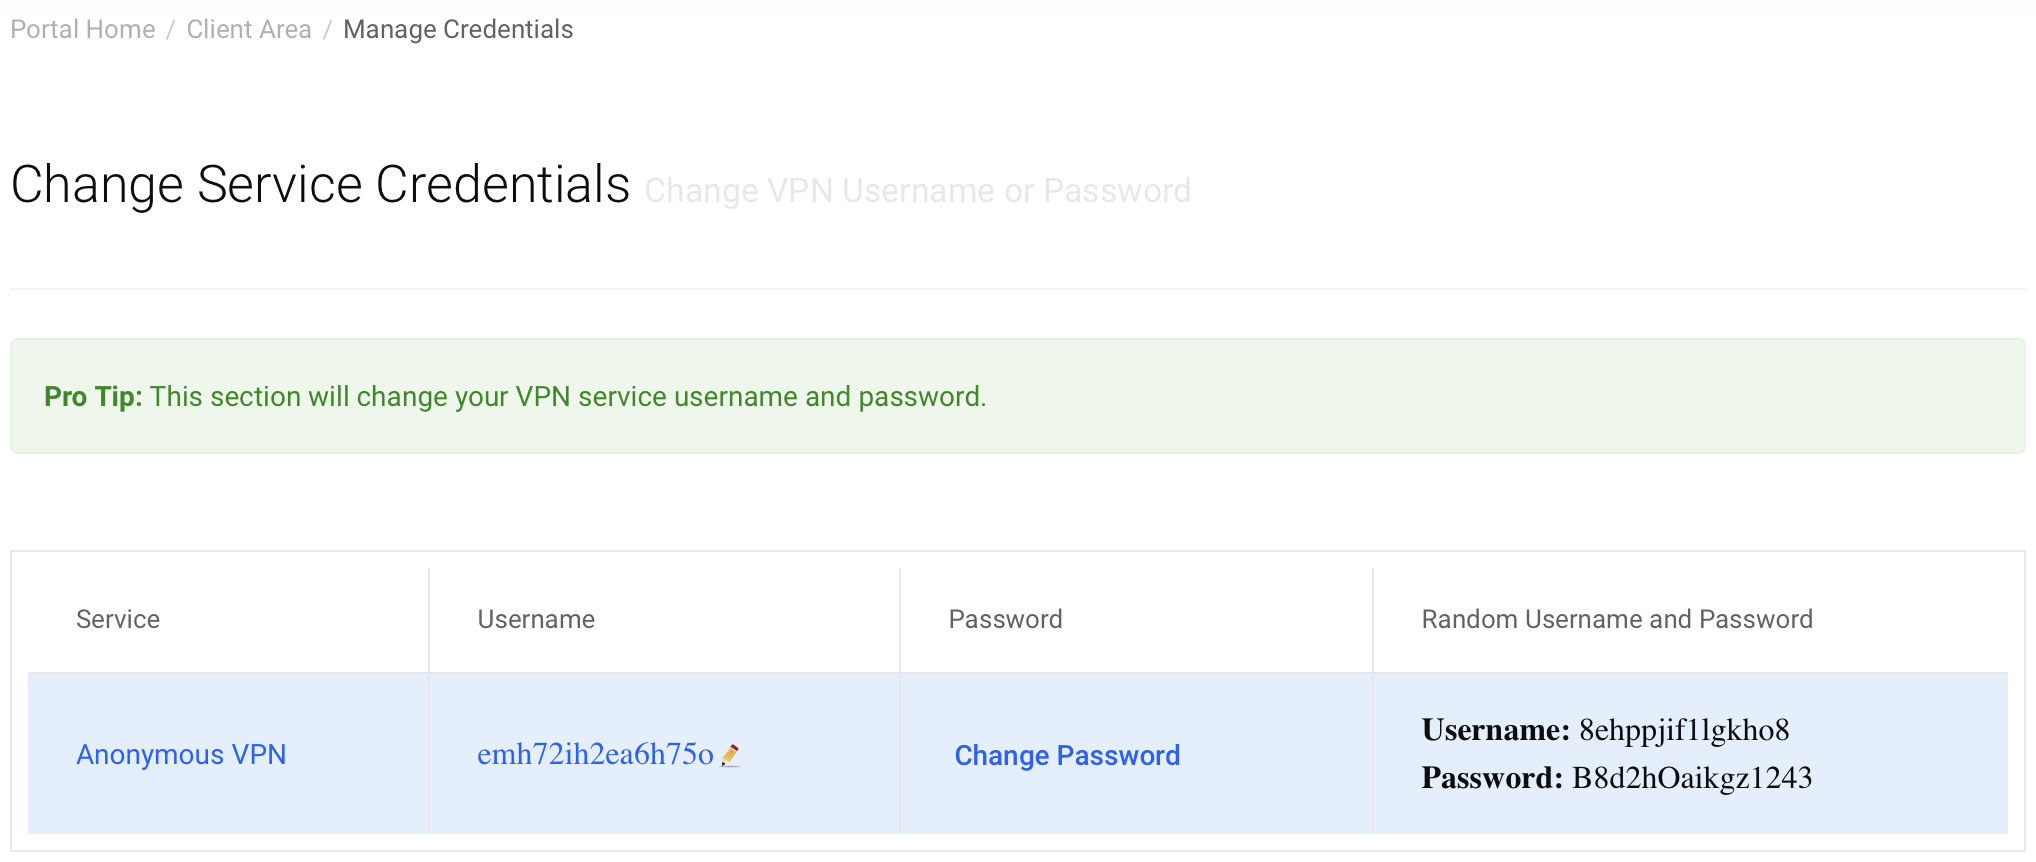 Portal Home / Client Area / Manage Credentials
Change Service Credentials Change VPN Username or Password
Pro Tip: This section will change your VPN service username and password.
Service Username Password Random Username and Password
Anonymous VPN emh72ih2ea6h75o Change Password Username: 8ehppjif1lgkho8
Password: B8d2hOaikgz1243